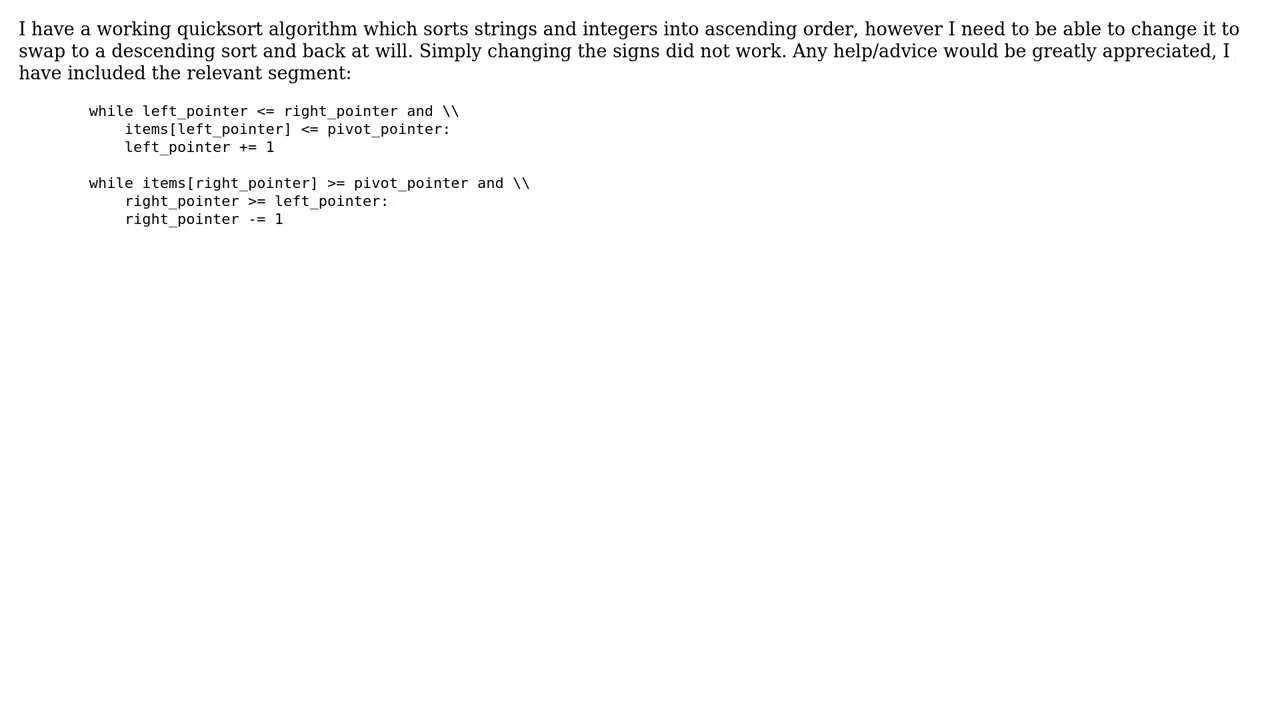 I have a working quicksort algorithm which sorts strings and integers into ascending order, however I need to be able to change it to
swap to a descending sort and back at will. Simply changing the signs did not work. Any help/advice would be greatly appreciated, I
have included the relevant segment:
while left_pointer <= right_pointer and \\
    items[left_pointer] <= pivot_pointer:
    left_pointer += 1

while items[right_pointer] >= pivot_pointer and \\
    right_pointer >= left_pointer:
    right_pointer -= 1